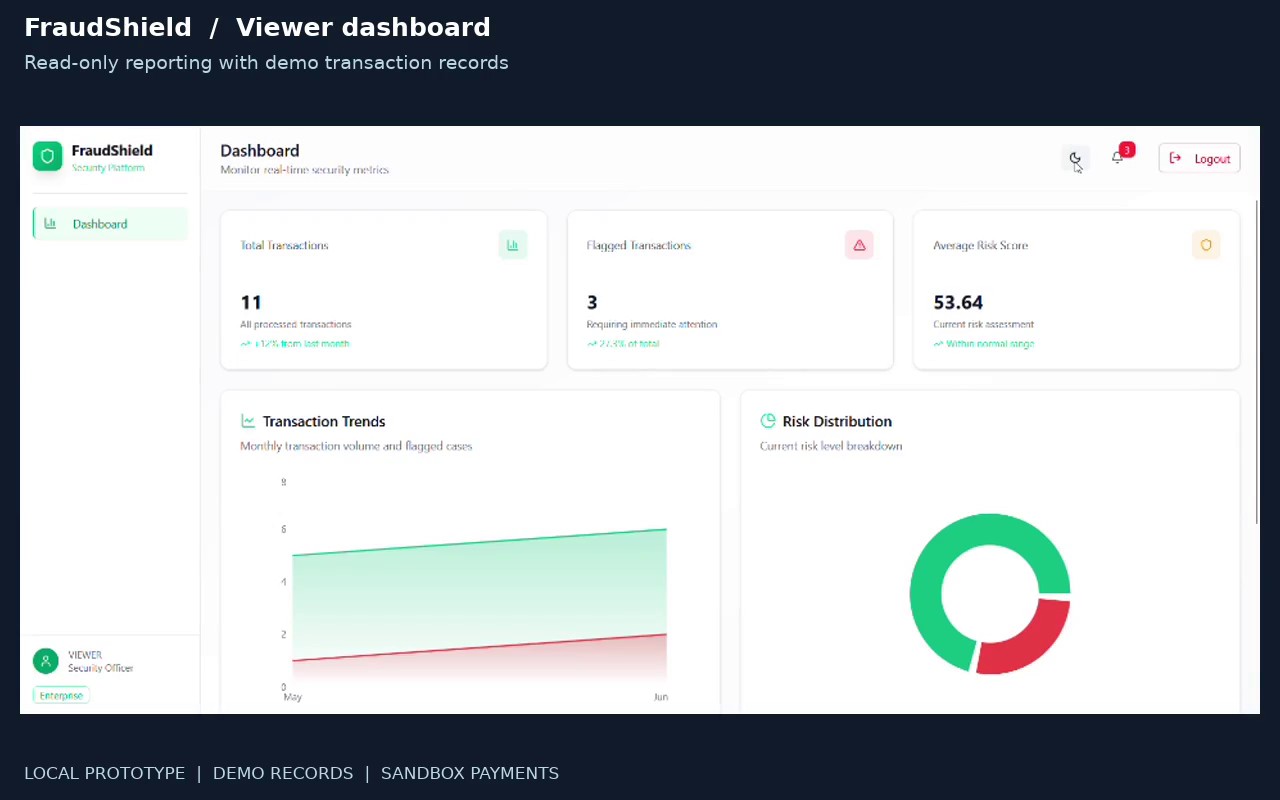 FraudShield / Viewer dashboard
Read-only reporting with demo transaction records
FraudShield
Security Platform
Dashboard
Dashboard
Monitor real-time security metrics
3
Logout
Total Transactions
11
All processed transactions
+12% from last month
Flagged Transactions
3
Requiring immediate attention
27.3% of total
Average Risk Score
53.64
Current risk assessment
Within normal range
Transaction Trends
Monthly transaction volume and flagged cases
8
6
4
2
0
May
Jun
Risk Distribution
Current risk level breakdown
VIEWER
Security Officer
Enterprise
LOCAL PROTOTYPE | DEMO RECORDS | SANDBOX PAYMENTS